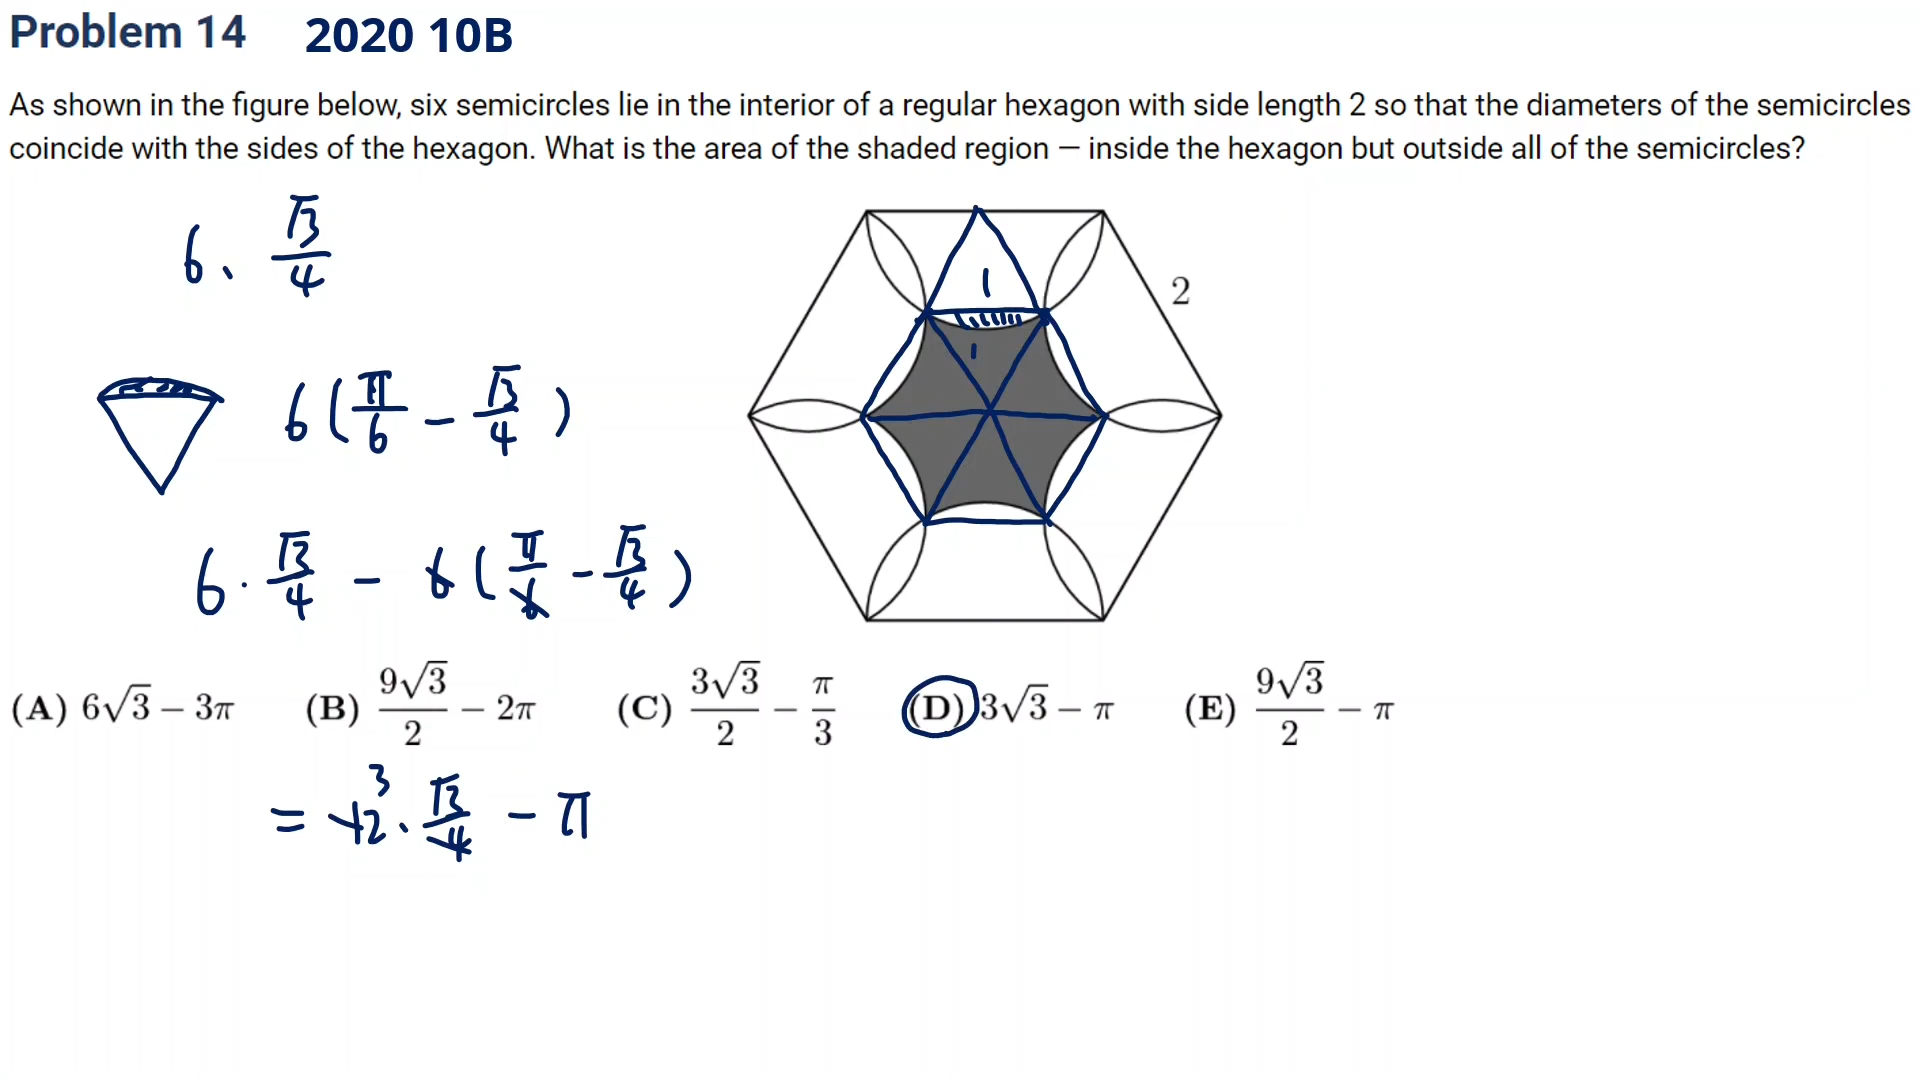 Problem 14 2020 10B
As shown in the figure below, six semicircles lie in the interior of a regular hexagon with side length 2 so that the diameters of the semicircles
coincide with the sides of the hexagon. What is the area of the shaded region — inside the hexagon but outside all of the semicircles?
6 · √3/4
1
2
1
6(π/6 − √3/4)
6 · √3/4 − 6(π/6 − √3/4)
(A) 6√3 − 3π (B) 9√3/2 − 2π (C) 3√3/2 − π/3 (D) 3√3 − π (E) 9√3/2 − π
3
= 12 · √3/4 − π